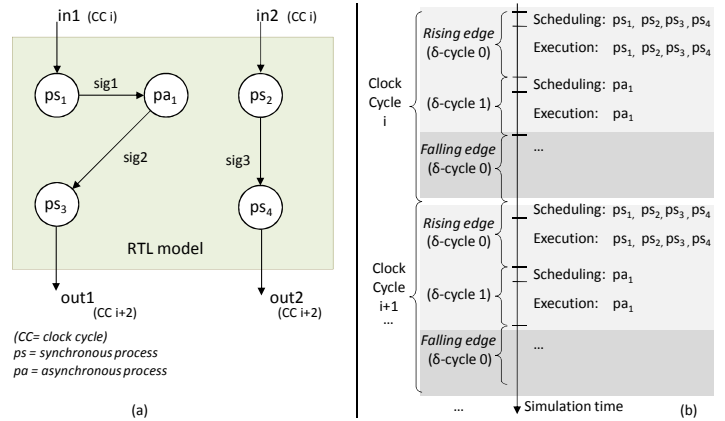 in1 (CC i)
in2 (CC i)
ps1
sig1
pa1
ps2
sig2
sig3
ps3
ps4
RTL model
out1
(CC i+2)
out2
(CC i+2)
(CC= clock cycle)
ps = synchronous process
pa = asynchronous process
(a)
Clock
Cycle
i
Rising edge
(δ-cycle 0)
Scheduling: ps1, ps2, ps3, ps4
Execution: ps1, ps2, ps3, ps4
(δ-cycle 1)
Scheduling: pa1
Execution: pa1
Falling edge
(δ-cycle 0)
...
Clock
Cycle
i+1
...
Rising edge
(δ-cycle 0)
Scheduling: ps1, ps2, ps3, ps4
Execution: ps1, ps2, ps3, ps4
(δ-cycle 1)
Scheduling: pa1
Execution: pa1
Falling edge
(δ-cycle 0)
...
...
Simulation time
(b)